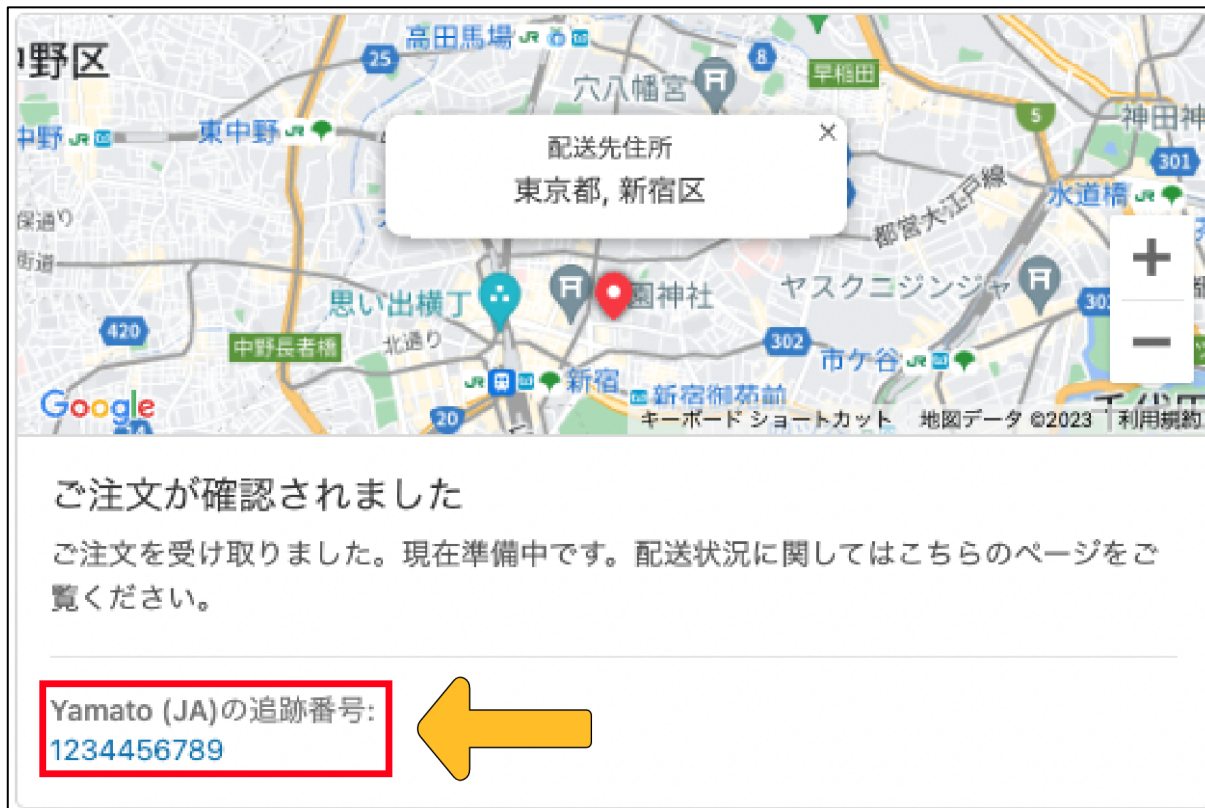 高田馬場
野区
25
8
穴八幡宮
早稲田
5
中野
東中野
301
配送先住所
東京都, 新宿区
水道橋
都営大江戸線
保通り
街道
+
ヤスクニジンジャ
思い出横丁
園神社
420
北通り
302
中野長者橋
市ケ谷
−
新宿
新宿御苑前
Google
20
キーボード ショートカット 地図データ ©2023 利用規約
ご注文が確認されました
ご注文を受け取りました。現在準備中です。配送状況に関してはこちらのページをご
覧ください。
Yamato (JA)の追跡番号:
1234456789